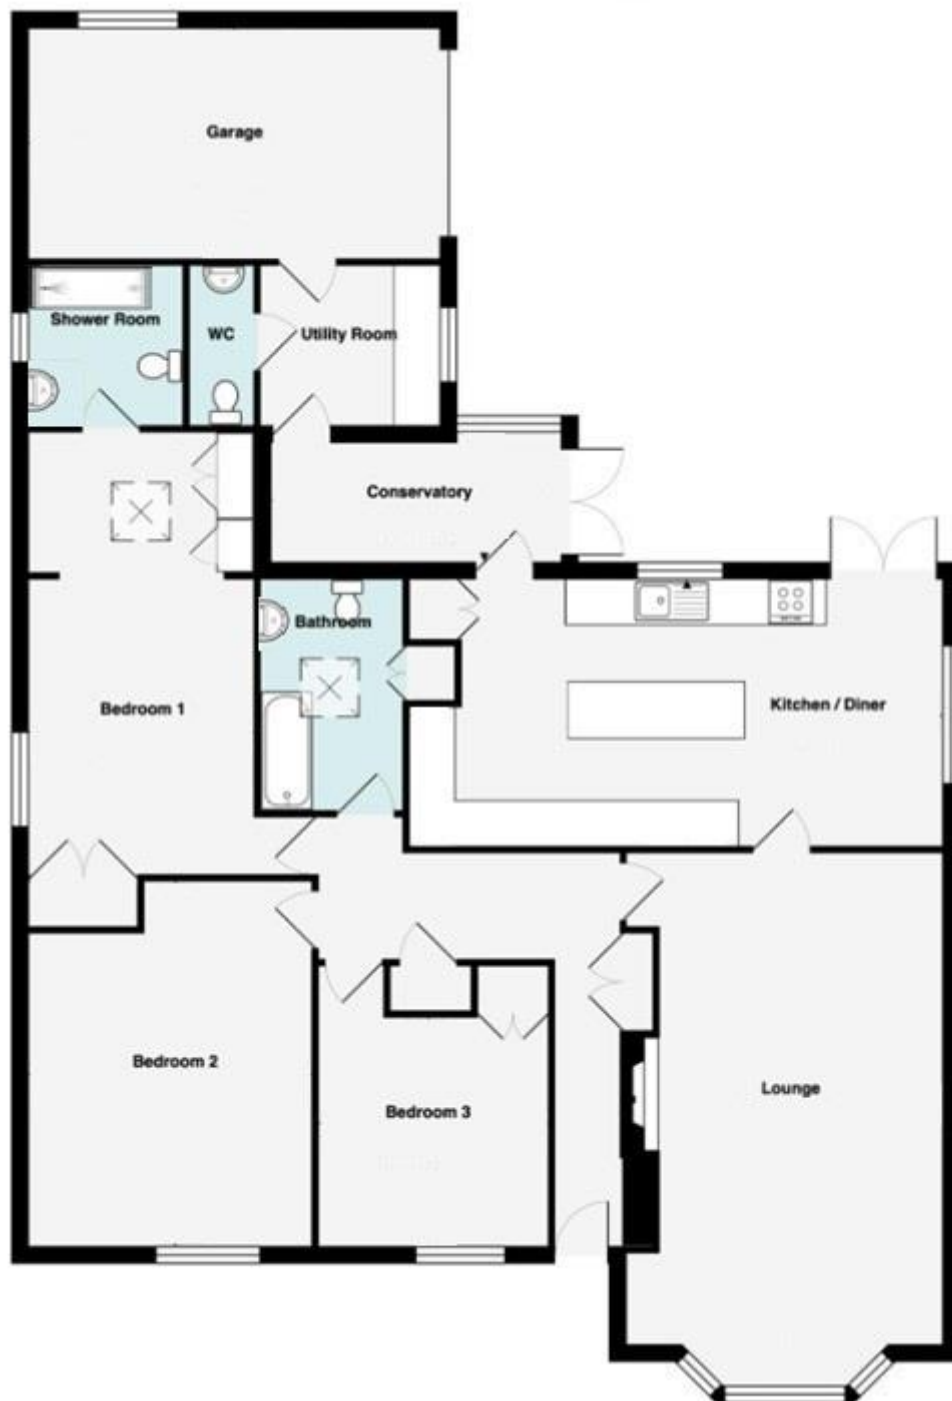 Garage
Shower Room
WC
Utility Room
Conservatory
Bathroom
Bedroom 1
Kitchen / Diner
Bedroom 2
Lounge
Bedroom 3